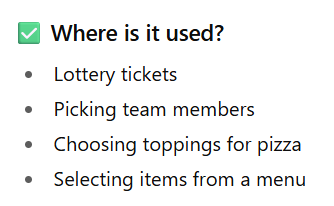 ✅ Where is it used?
• Lottery tickets
• Picking team members
• Choosing toppings for pizza
• Selecting items from a menu